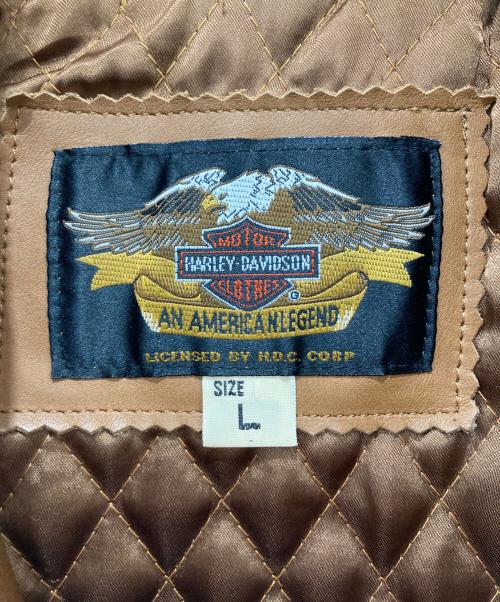 MOTOR
HARLEY-DAVIDSON
CLOTHES
®
AN AMERICAN LEGEND
LICENSED BY H.D.C. CORP
SIZE
L